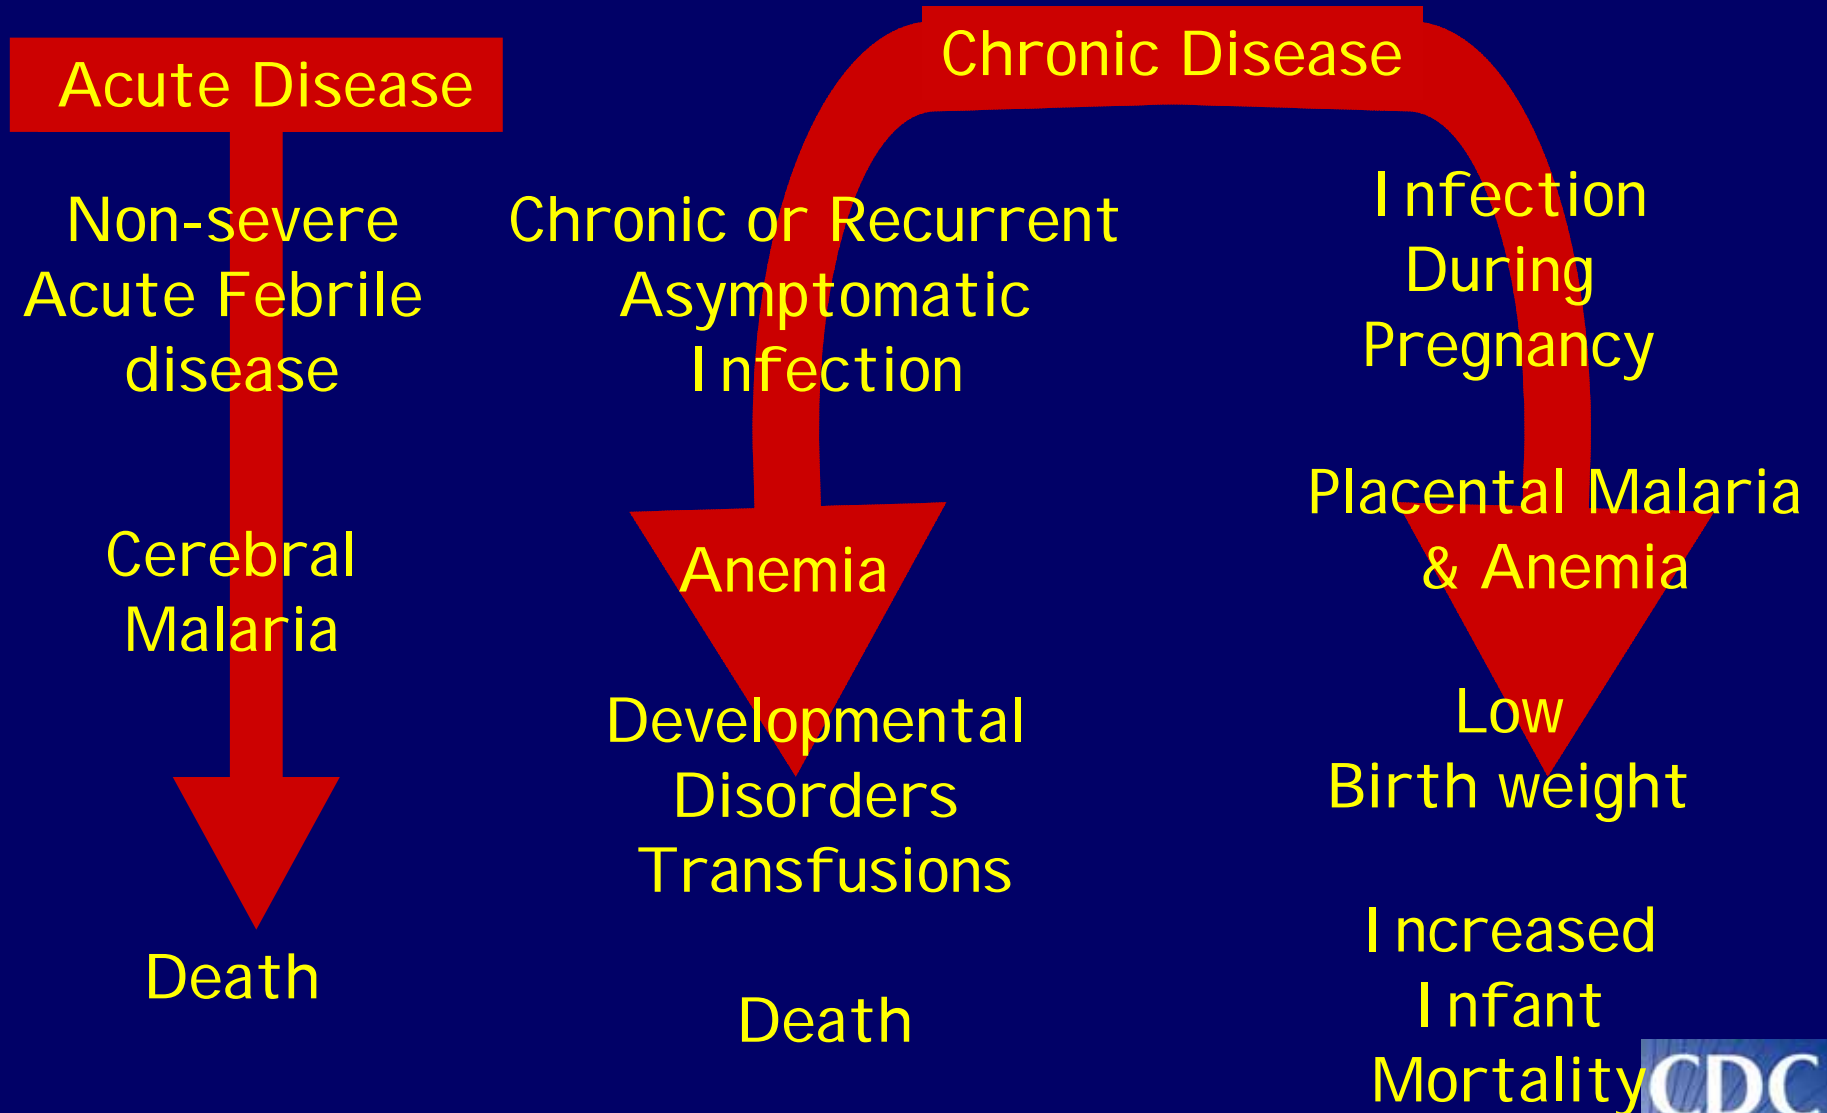 Acute Disease
Non-severe
Acute Febrile
disease
Cerebral
Malaria
Death
Chronic Disease
Chronic or Recurrent
Asymptomatic
Infection
Anemia
Developmental
Disorders
Transfusions
Death
Infection
During
Pregnancy
Placental Malaria
& Anemia
Low
Birth weight
Increased
Infant
Mortality
CDC